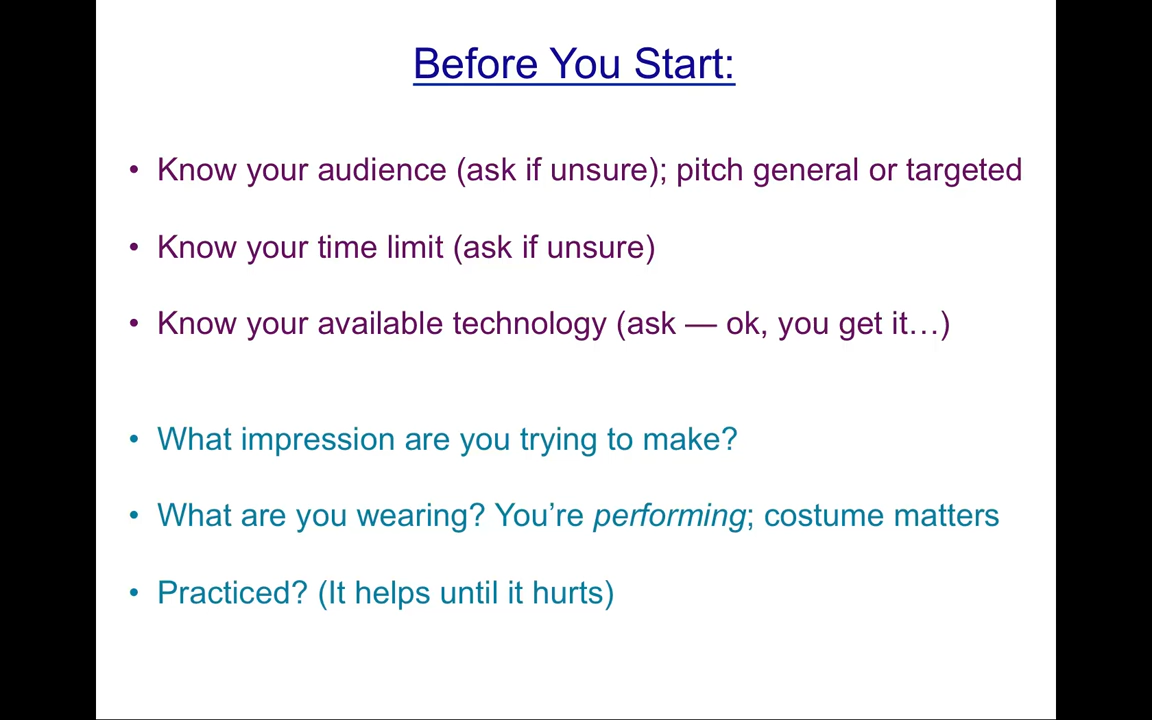 Before You Start:
• Know your audience (ask if unsure); pitch general or targeted
• Know your time limit (ask if unsure)
• Know your available technology (ask — ok, you get it…)
• What impression are you trying to make?
• What are you wearing? You’re performing; costume matters
• Practiced? (It helps until it hurts)